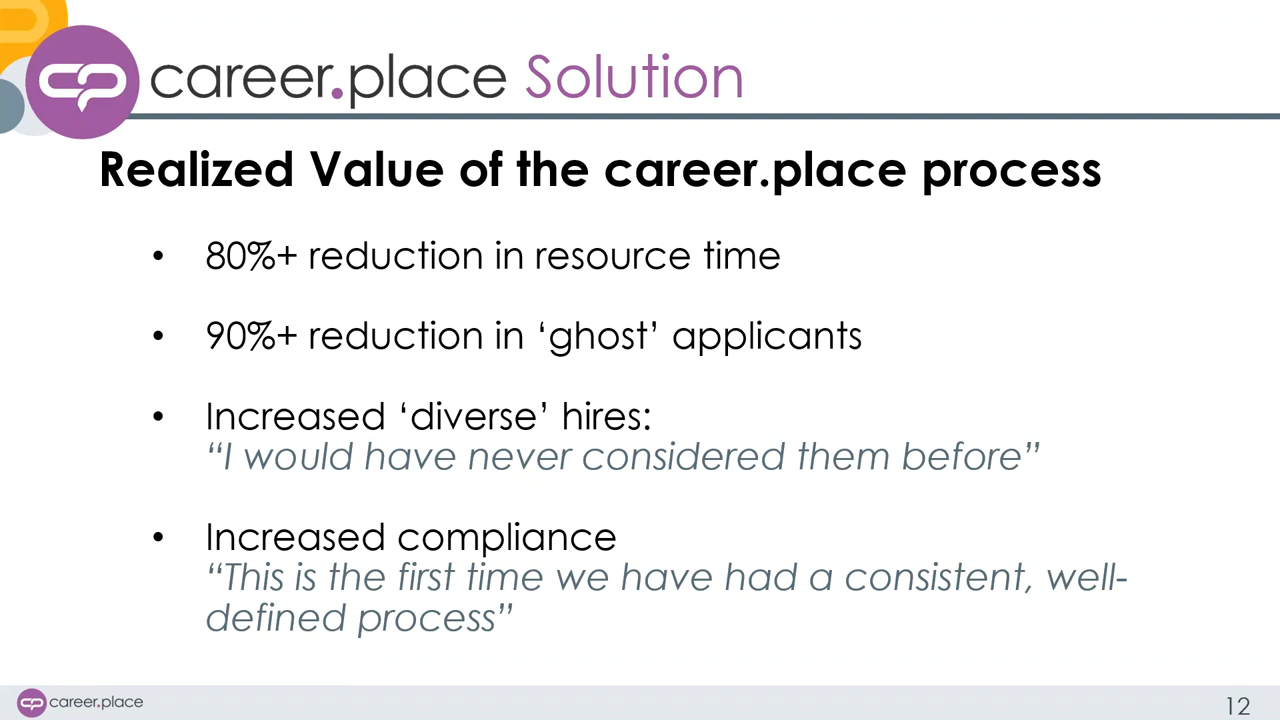 career.place Solution
Realized Value of the career.place process
• 80%+ reduction in resource time
• 90%+ reduction in ‘ghost’ applicants
• Increased ‘diverse’ hires:
“I would have never considered them before”
• Increased compliance
“This is the first time we have had a consistent, well-
defined process”
career.place
12